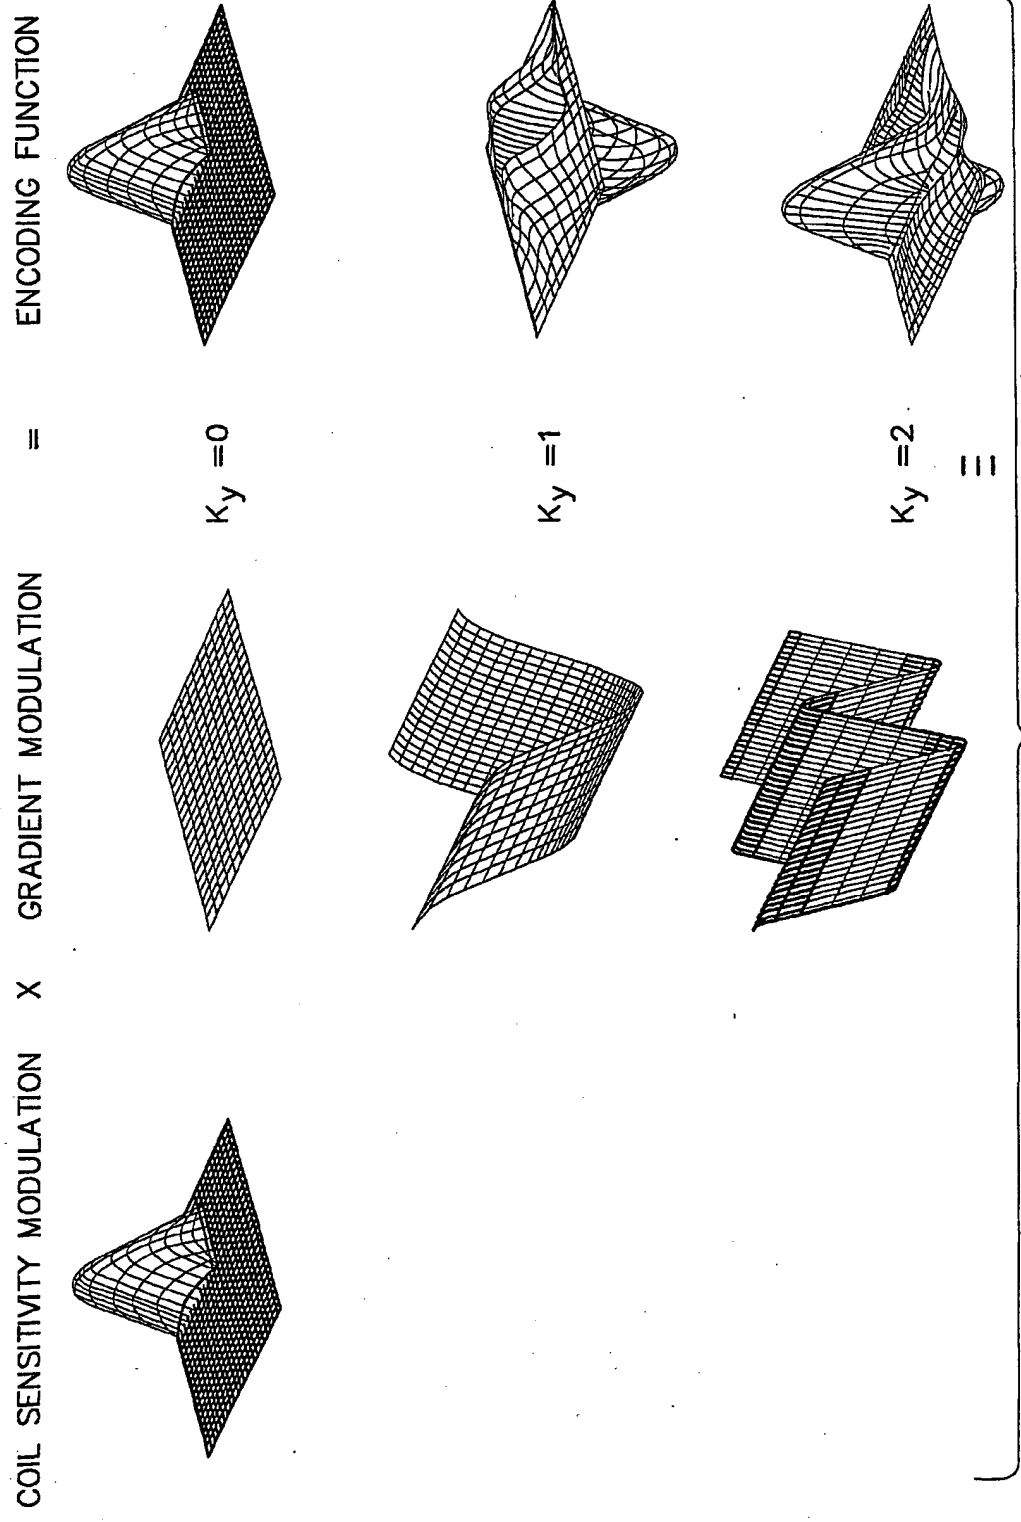 COIL SENSITIVITY MODULATION X GRADIENT MODULATION = ENCODING FUNCTION
Ky =0
Ky =1
Ky =2